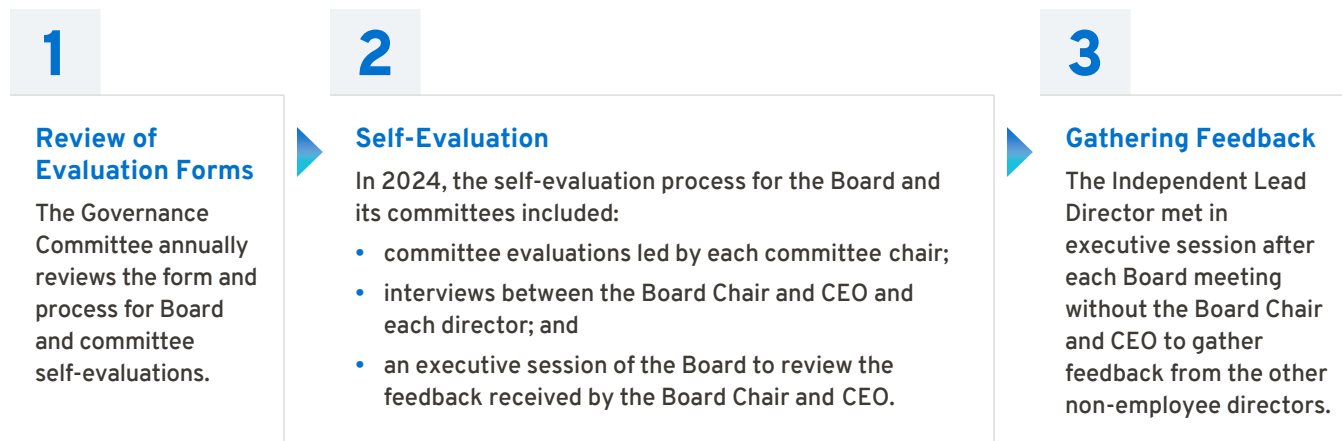 1
Review of
Evaluation Forms
The Governance
Committee annually
reviews the form and
process for Board
and committee
self-evaluations.
2
Self-Evaluation
In 2024, the self-evaluation process for the Board and
its committees included:
• committee evaluations led by each committee chair;
• interviews between the Board Chair and CEO and
each director; and
• an executive session of the Board to review the
feedback received by the Board Chair and CEO.
3
Gathering Feedback
The Independent Lead
Director met in
executive session after
each Board meeting
without the Board Chair
and CEO to gather
feedback from the other
non-employee directors.